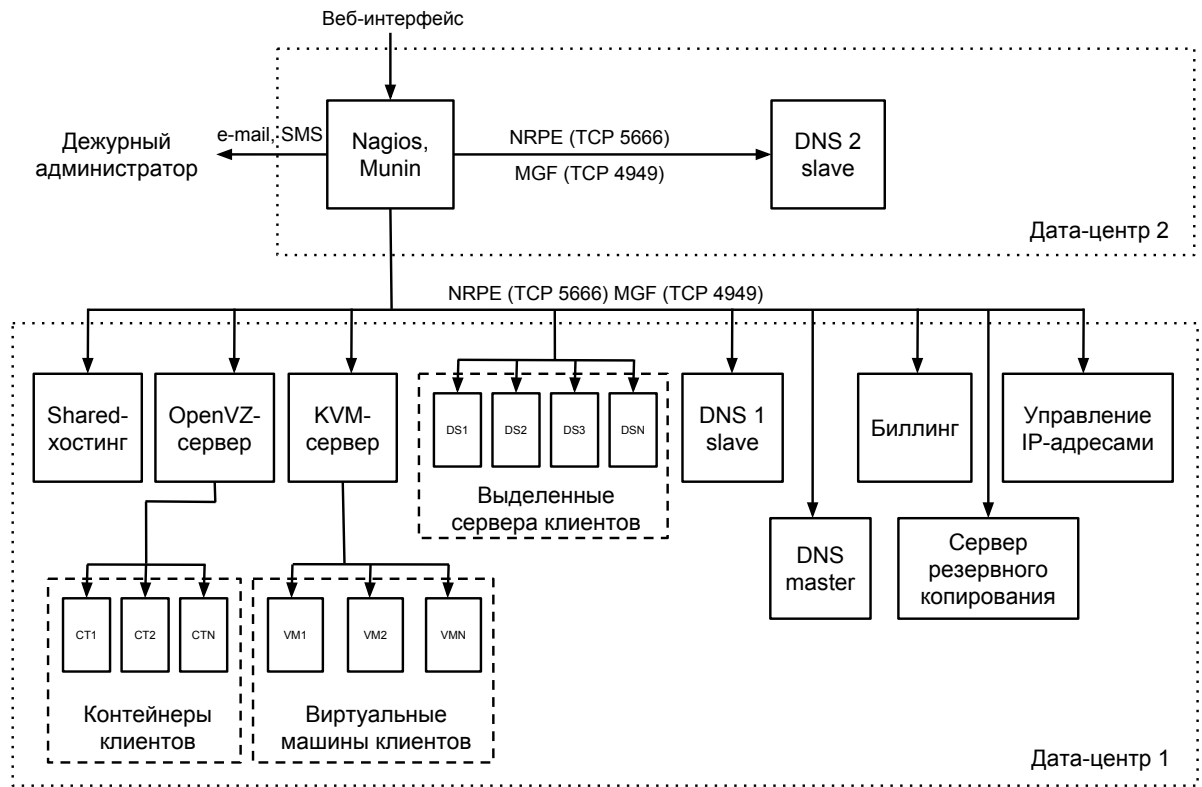 Веб-интерфейс
e-mail, SMS
Дежурный
администратор
Nagios,
Munin
NRPE (TCP 5666)
MGF (TCP 4949)
DNS 2
slave
Дата-центр 2
NRPE (TCP 5666) MGF (TCP 4949)
Shared-
хостинг
OpenVZ-
сервер
KVM-
сервер
DS1
DS2
DS3
DSN
Выделенные
сервера клиентов
DNS 1
slave
Биллинг
Управление
IP-адресами
DNS
master
Сервер
резервного
копирования
CT1
CT2
CTN
Контейнеры
клиентов
VM1
VM2
VMN
Виртуальные
машины клиентов
Дата-центр 1